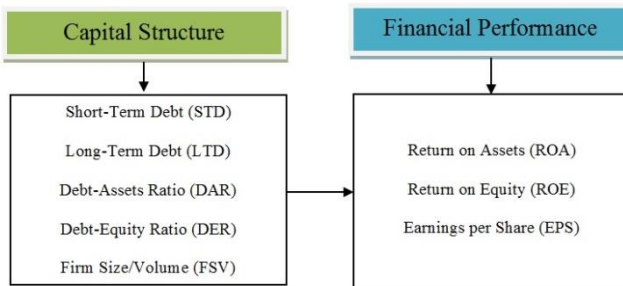 Capital Structure
Financial Performance
Short-Term Debt (STD)
Long-Term Debt (LTD)
Debt-Assets Ratio (DAR)
Debt-Equity Ratio (DER)
Firm Size/Volume (FSV)
Return on Assets (ROA)
Return on Equity (ROE)
Earnings per Share (EPS)